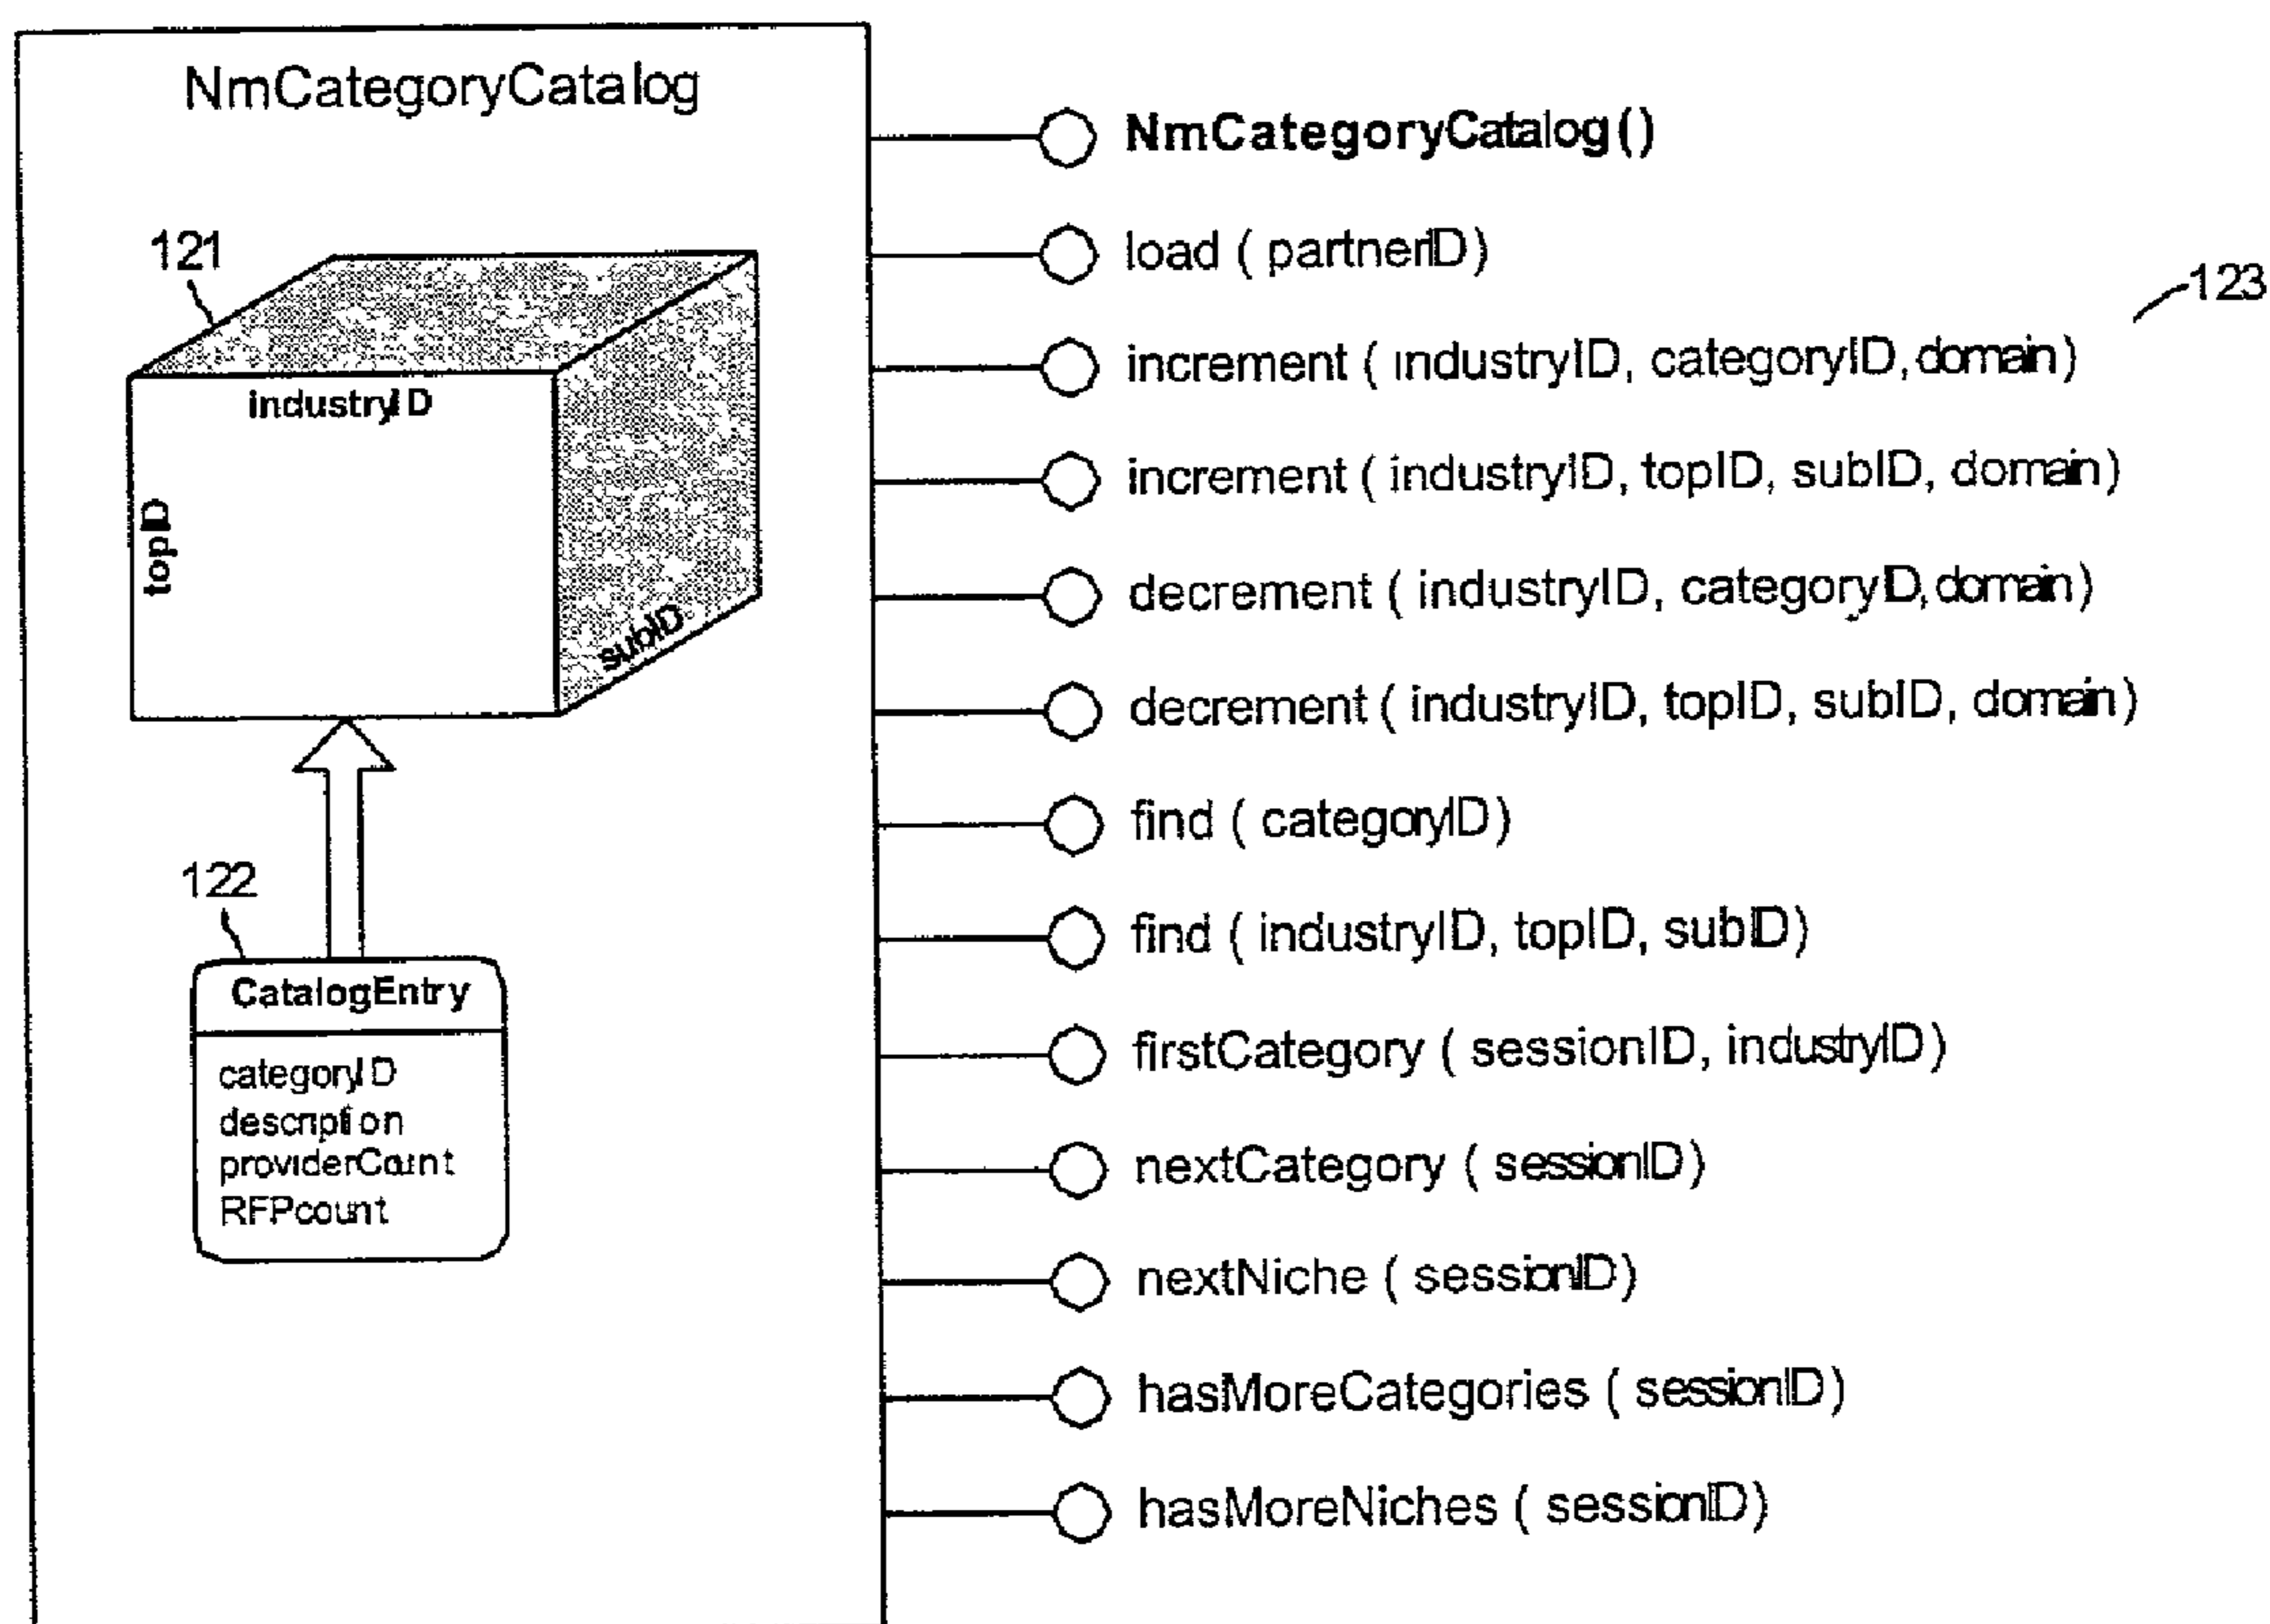 NmCategoryCatalog
121
industryID
topID
subID
122
CatalogEntry
categoryID
description
providerCount
RFPcount
NmCategoryCatalog()
load ( partnerID)
123
increment ( industryID, categoryID,domain)
increment ( industryID, topID, subID, domain)
decrement ( industryID, categoryID,domain)
decrement ( industryID, topID, subID, domain)
find ( categoryID)
find ( industryID, topID, subID)
firstCategory ( sessionID, industryID)
nextCategory ( sessionID)
nextNiche ( sessionID)
hasMoreCategories ( sessionID)
hasMoreNiches ( sessionID)